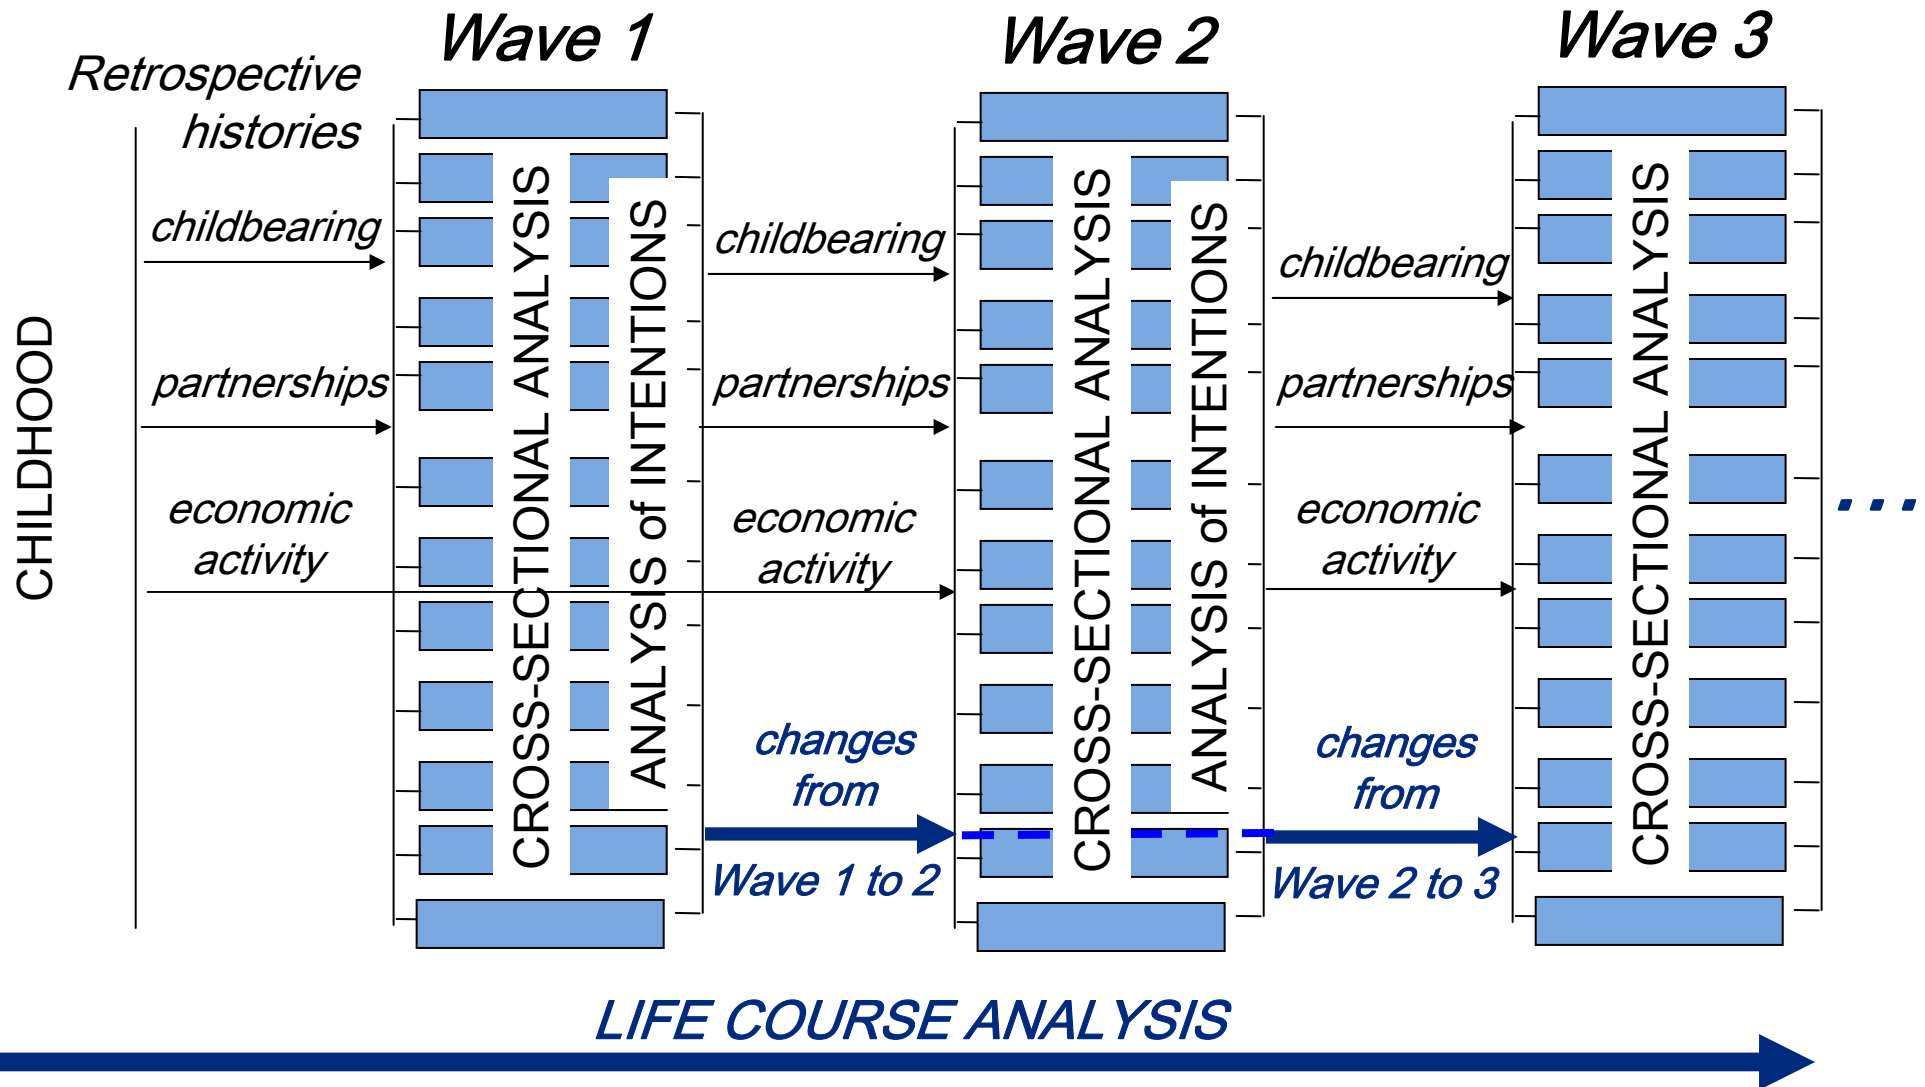 Wave 1
Wave 2
Wave 3
Retrospective
histories
CHILDHOOD
childbearing
partnerships
economic
activity
CROSS-SECTIONAL ANALYSIS
ANALYSIS of INTENTIONS
childbearing
partnerships
economic
activity
changes
from
Wave 1 to 2
CROSS-SECTIONAL ANALYSIS
ANALYSIS of INTENTIONS
childbearing
partnerships
economic
activity
changes
from
Wave 2 to 3
CROSS-SECTIONAL ANALYSIS
...
LIFE COURSE ANALYSIS